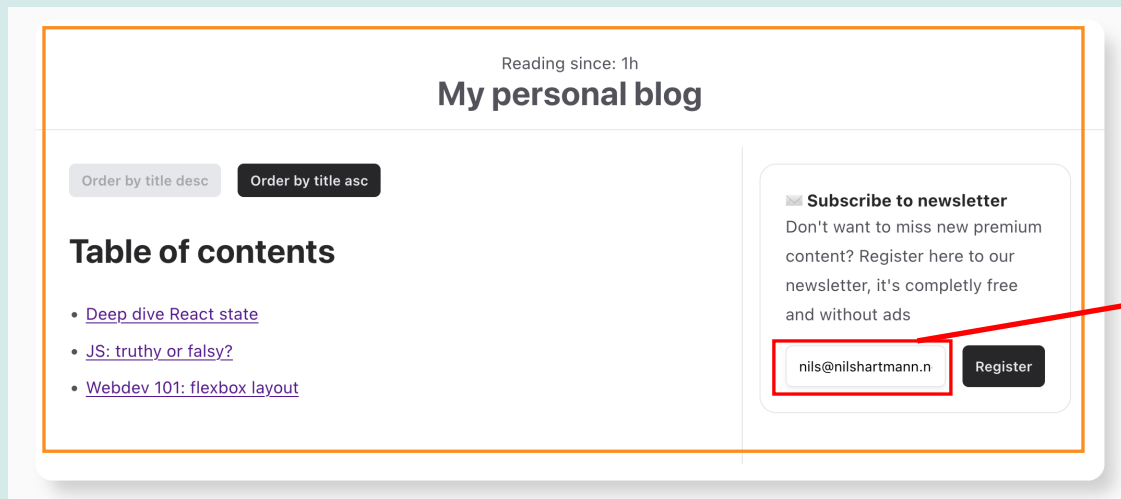 Reading since: 1h
My personal blog
Order by title desc
Order by title asc
Table of contents
• Deep dive React state
• JS: truthy or falsy?
• Webdev 101: flexbox layout
✉ Subscribe to newsletter
Don't want to miss new premium
content? Register here to our
newsletter, it's completly free
and without ads
nils@nilshartmann.n
Register